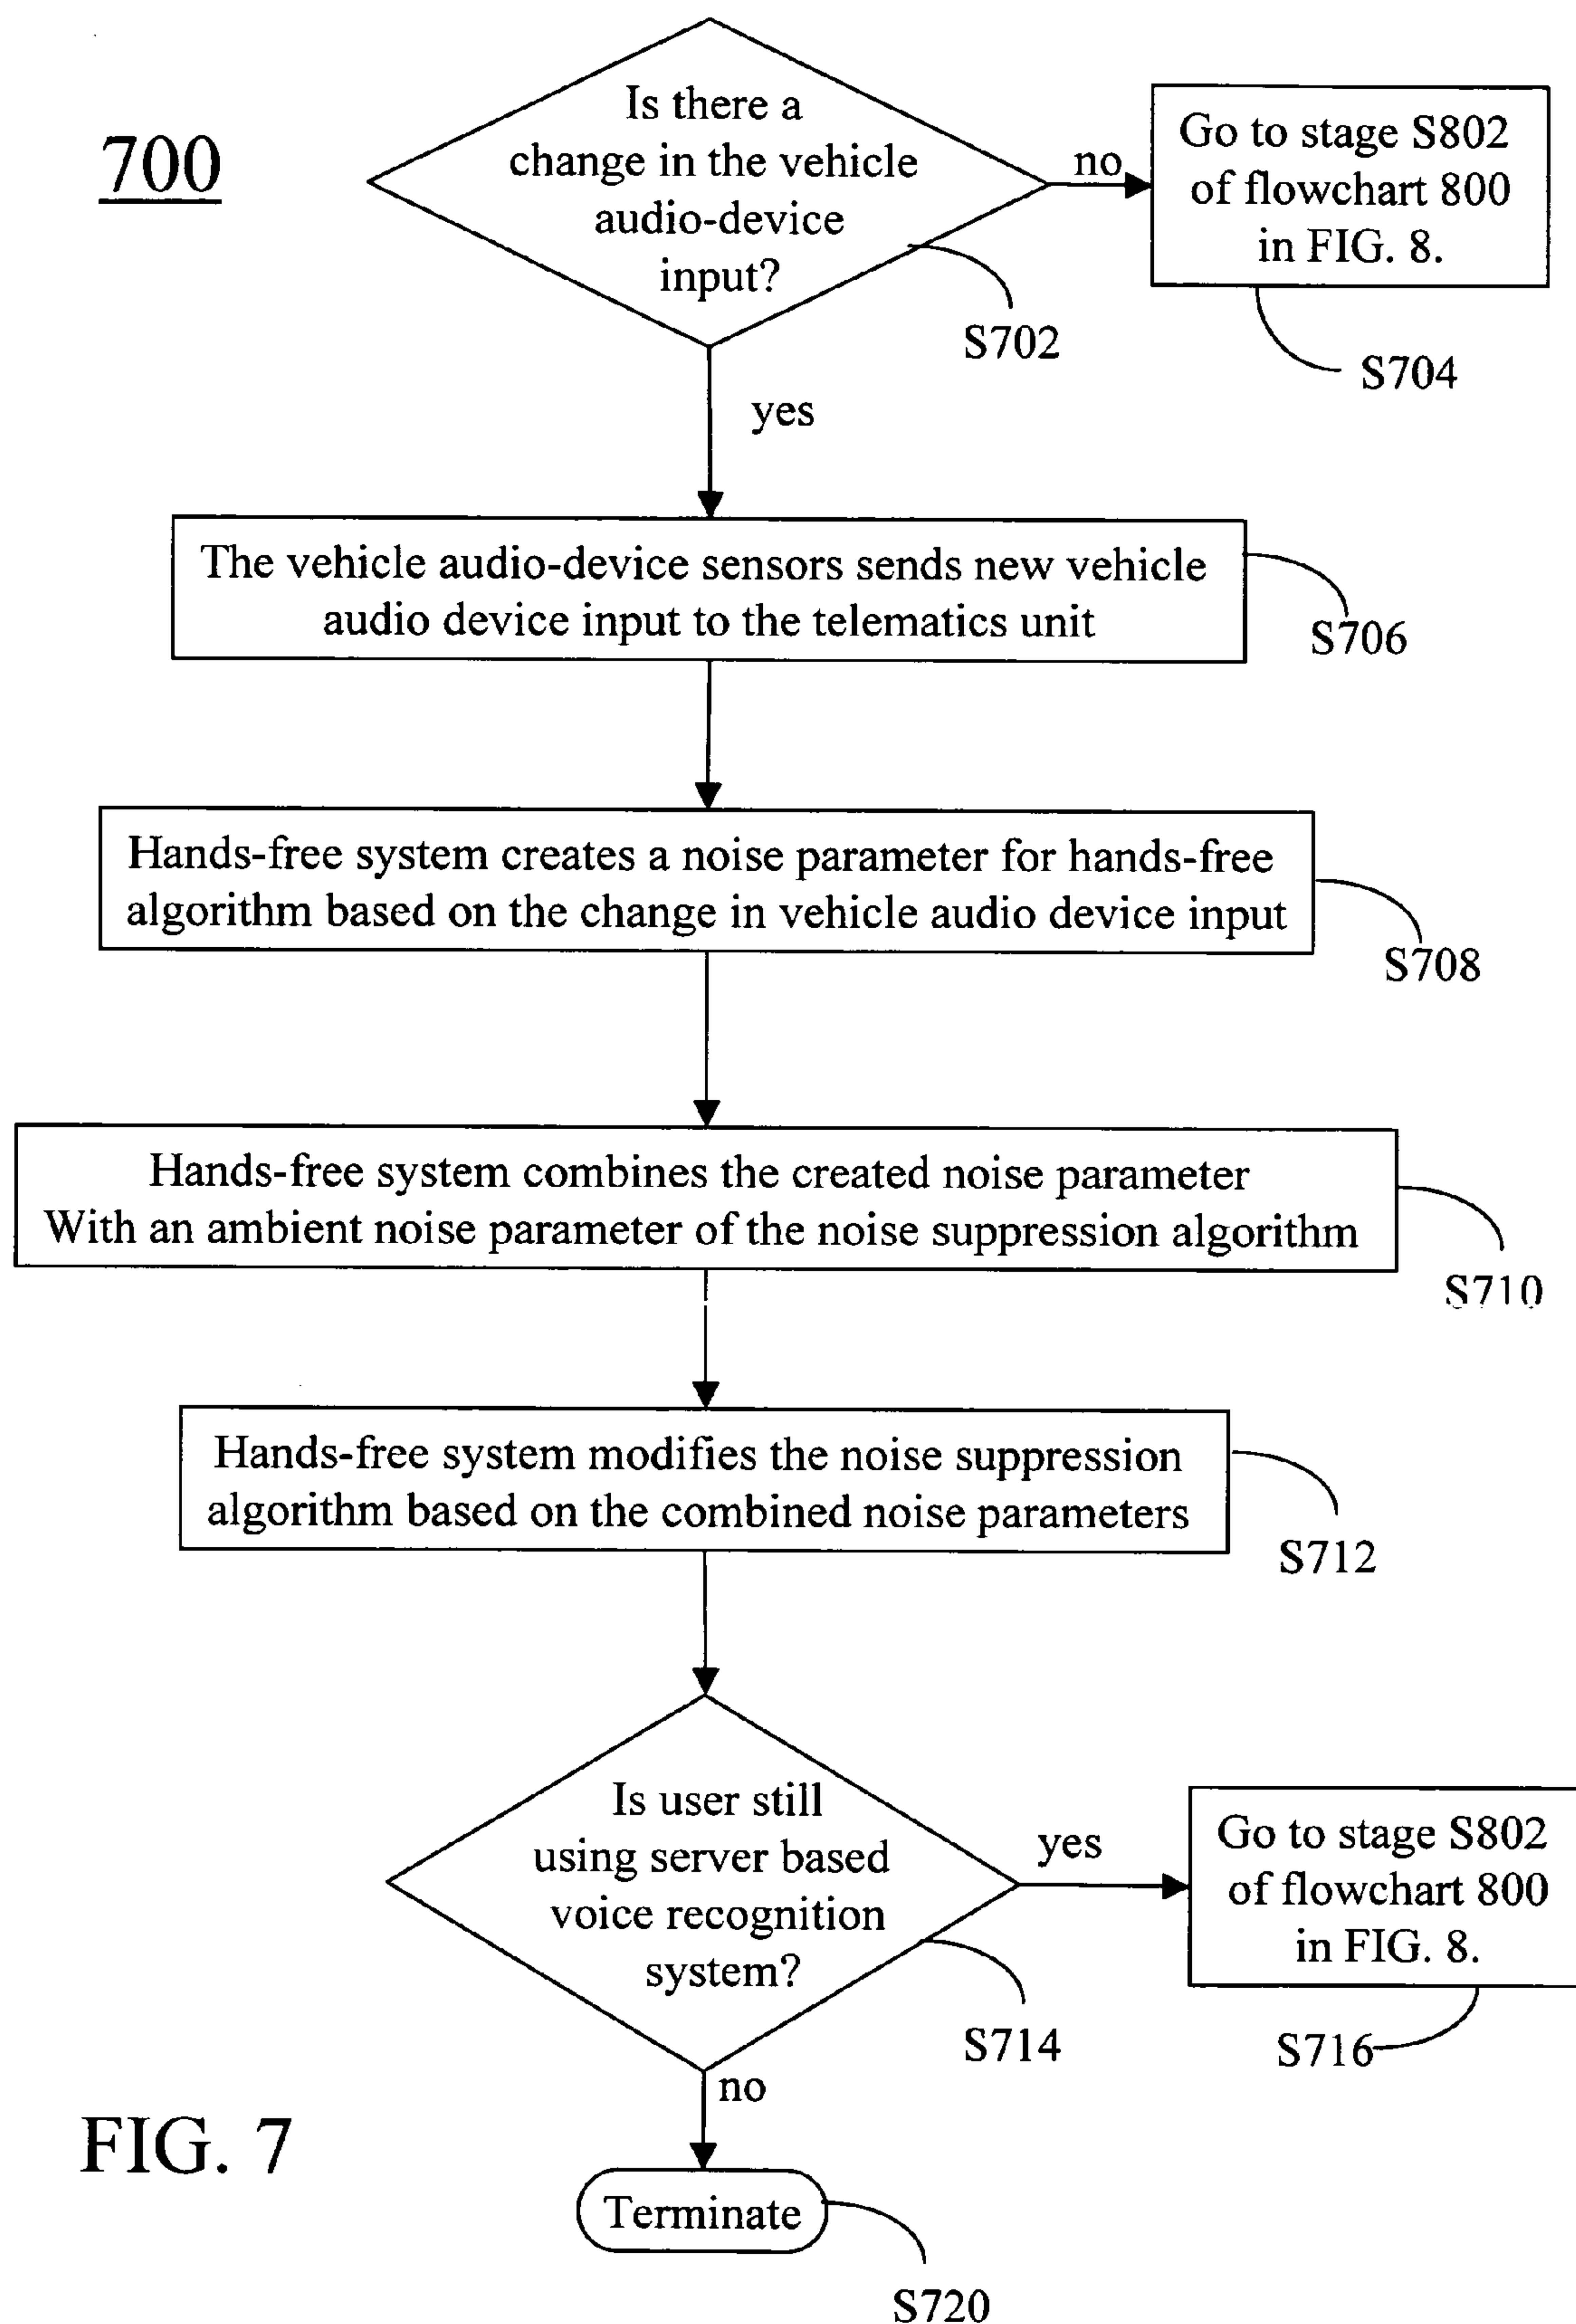 700
Is there a
change in the vehicle
audio-device
input?
no
Go to stage S802
of flowchart 800
in FIG. 8.
S702
S704
yes
The vehicle audio-device sensors sends new vehicle
audio device input to the telematics unit
S706
Hands-free system creates a noise parameter for hands-free
algorithm based on the change in vehicle audio device input
S708
Hands-free system combines the created noise parameter
With an ambient noise parameter of the noise suppression algorithm
S710
Hands-free system modifies the noise suppression
algorithm based on the combined noise parameters
S712
Is user still
using server based
voice recognition
system?
yes
Go to stage S802
of flowchart 800
in FIG. 8.
S714
S716
no
FIG. 7
Terminate
S720